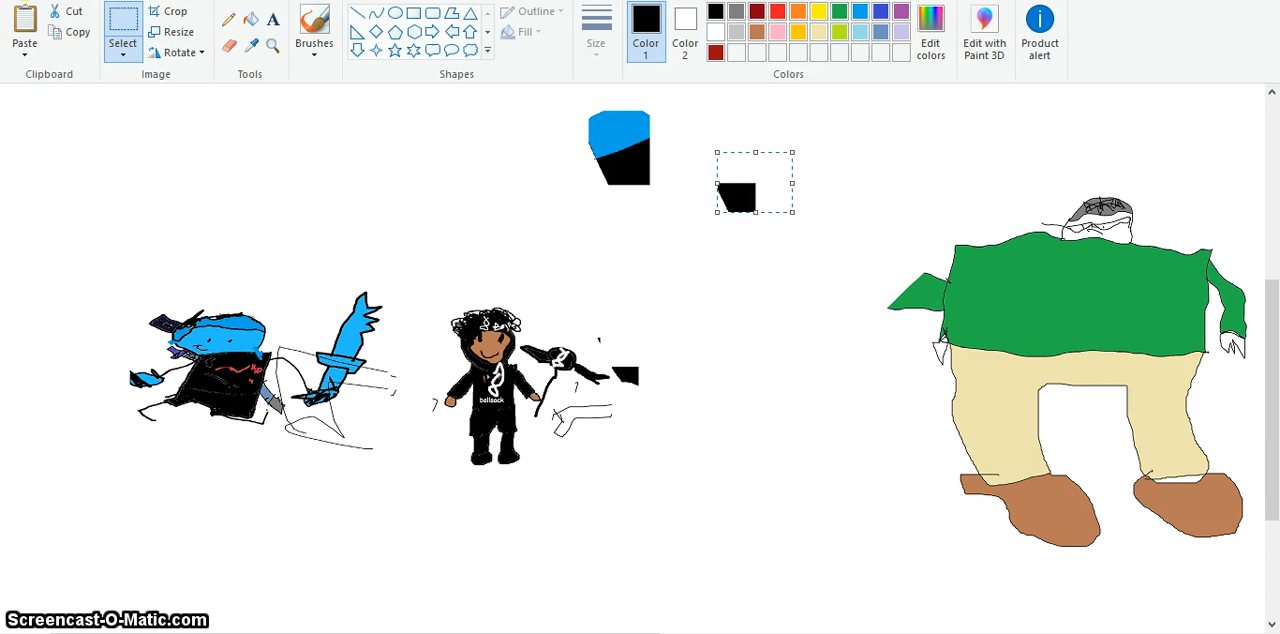 Cut
Copy
Paste
Clipboard
Crop
Resize
Rotate
Select
Image
A
Tools
Brushes
Outline
Fill
Shapes
Size
Color 1
Color 2
Edit colors
Colors
Edit with Paint 3D
Product alert
ballsack
Screencast-O-Matic.com